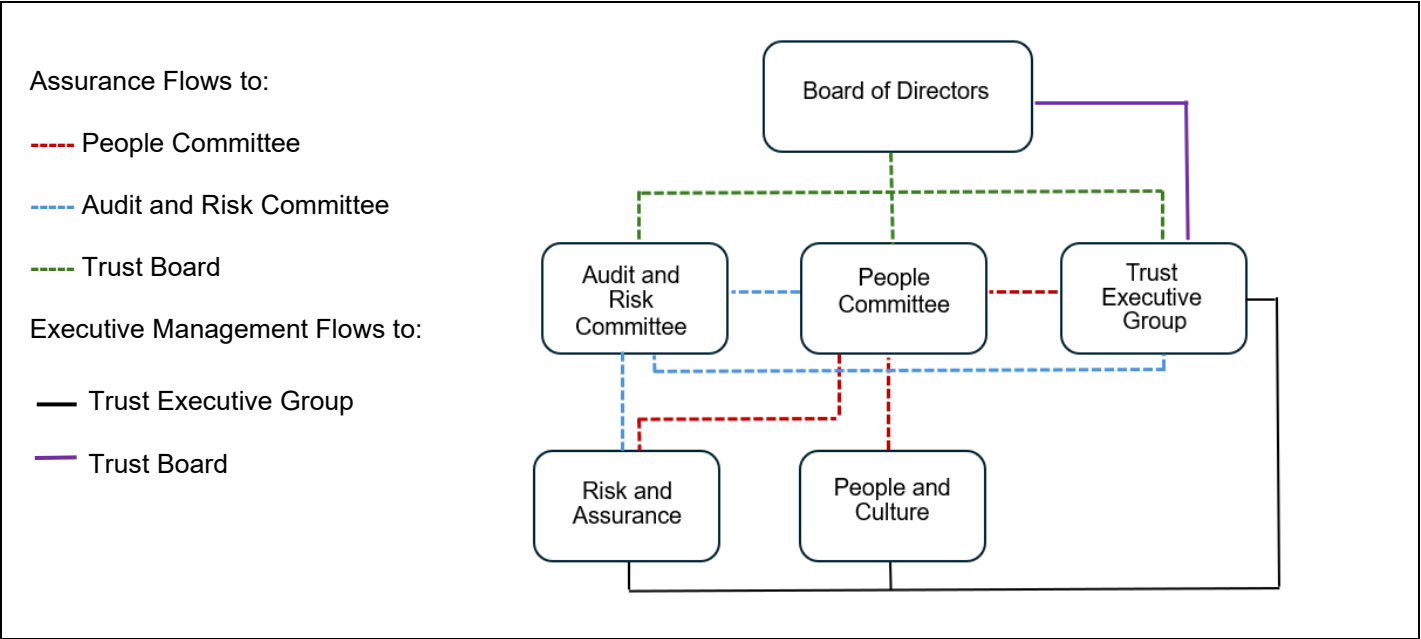 Assurance Flows to:
People Committee
Audit and Risk Committee
Trust Board
Executive Management Flows to:
Trust Executive Group
Trust Board
Board of Directors
Audit and
Risk
Committee
People
Committee
Trust
Executive
Group
Risk and
Assurance
People and
Culture